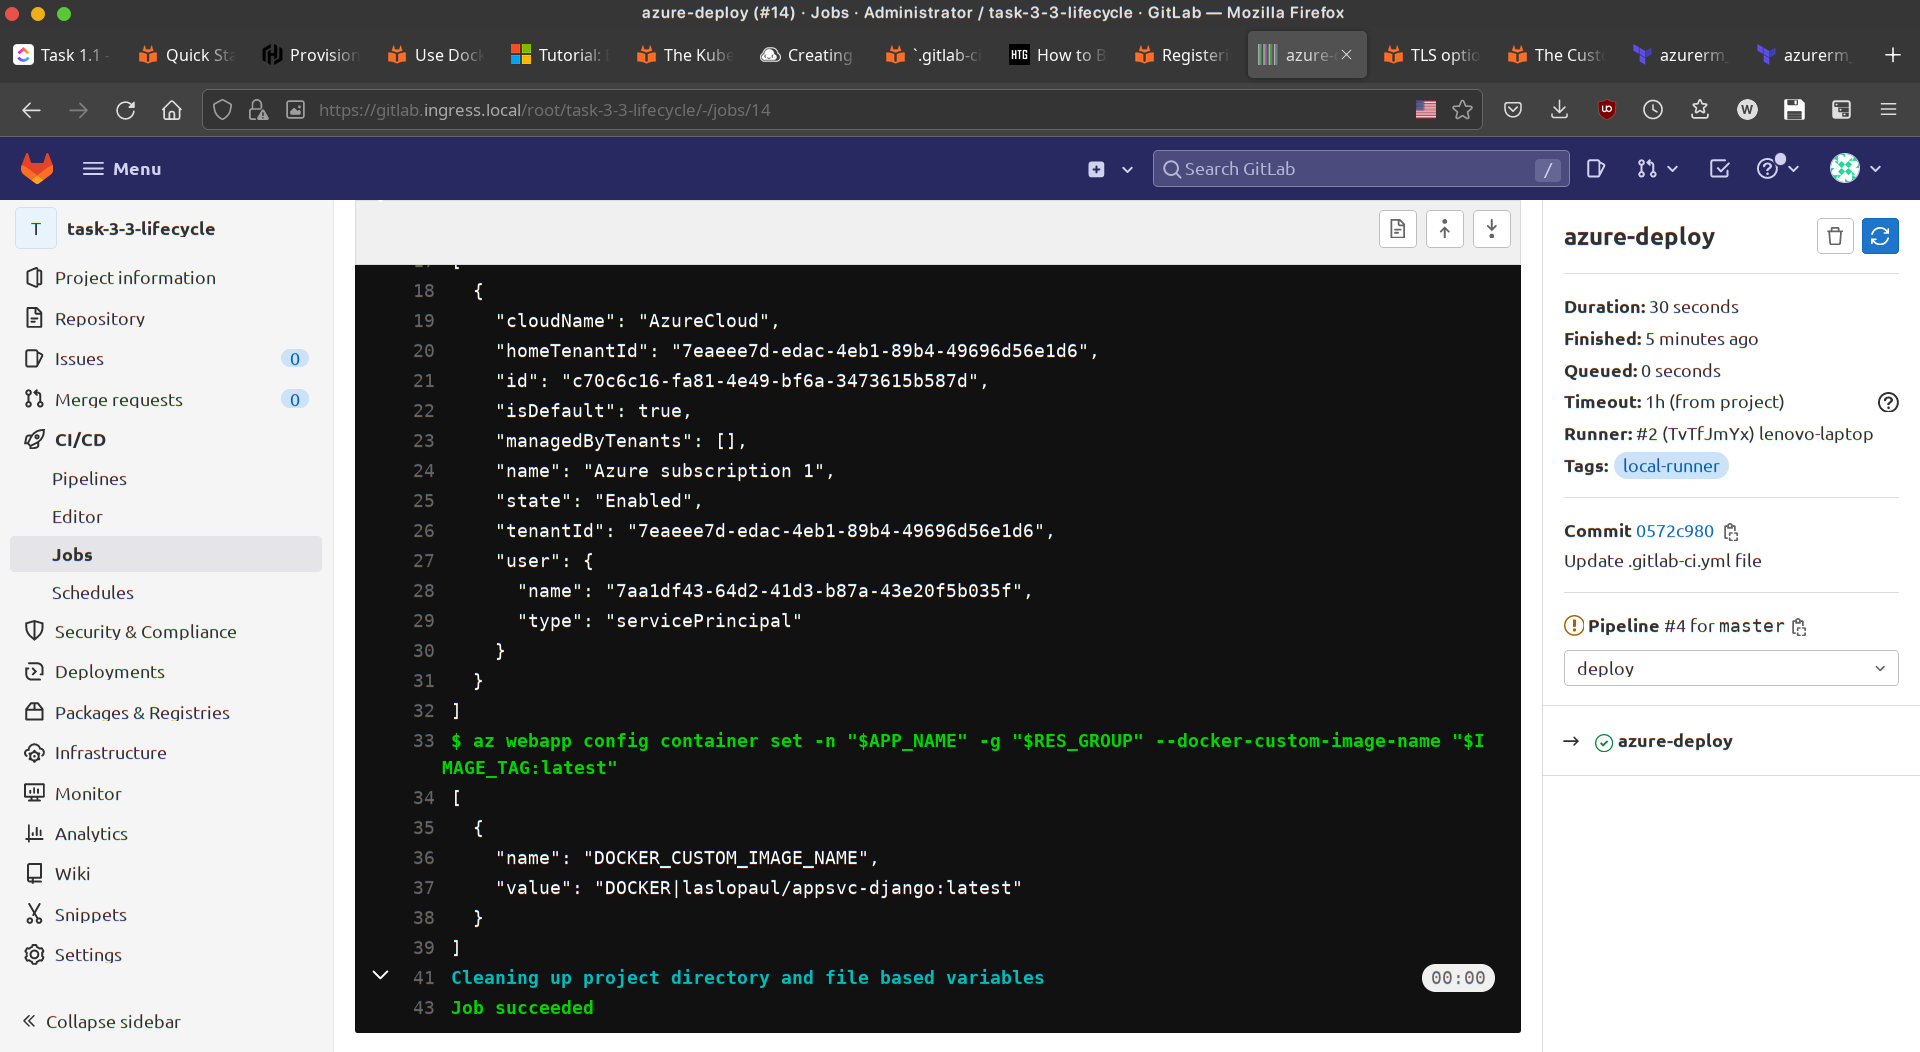 azure-deploy (#14) · Jobs · Administrator / task-3-3-lifecycle · GitLab — Mozilla Firefox
Task 1.1 -
Quick Sta
Provision
Use Dock
Tutorial:
The Kube
Creating
`.gitlab-ci
HTG
How to B
Registeri
azure-
TLS optio
The Custo
azurerm_
azurerm_
https://gitlab.ingress.local/root/task-3-3-lifecycle/-/jobs/14
W
Menu
Search GitLab
/
T
task-3-3-lifecycle
Project information
Repository
Issues 0
Merge requests 0
CI/CD
Pipelines
Editor
Jobs
Schedules
Security & Compliance
Deployments
Packages & Registries
Infrastructure
Monitor
Analytics
Wiki
Snippets
Settings
Collapse sidebar
17 [
18 {
19 "cloudName": "AzureCloud",
20 "homeTenantId": "7eaeee7d-edac-4eb1-89b4-49696d56e1d6",
21 "id": "c70c6c16-fa81-4e49-bf6a-3473615b587d",
22 "isDefault": true,
23 "managedByTenants": [],
24 "name": "Azure subscription 1",
25 "state": "Enabled",
26 "tenantId": "7eaeee7d-edac-4eb1-89b4-49696d56e1d6",
27 "user": {
28 "name": "7aa1df43-64d2-41d3-b87a-43e20f5b035f",
29 "type": "servicePrincipal"
30 }
31 }
32 ]
33 $ az webapp config container set -n "$APP_NAME" -g "$RES_GROUP" --docker-custom-image-name "$I
MAGE_TAG:latest"
34 [
35 {
36 "name": "DOCKER_CUSTOM_IMAGE_NAME",
37 "value": "DOCKER|laslopaul/appsvc-django:latest"
38 }
39 ]
41 Cleaning up project directory and file based variables 00:00
43 Job succeeded
azure-deploy
Duration: 30 seconds
Finished: 5 minutes ago
Queued: 0 seconds
Timeout: 1h (from project)
Runner: #2 (TvTfJmYx) lenovo-laptop
Tags: local-runner
Commit 0572c980
Update .gitlab-ci.yml file
Pipeline #4 for master
deploy
→ azure-deploy